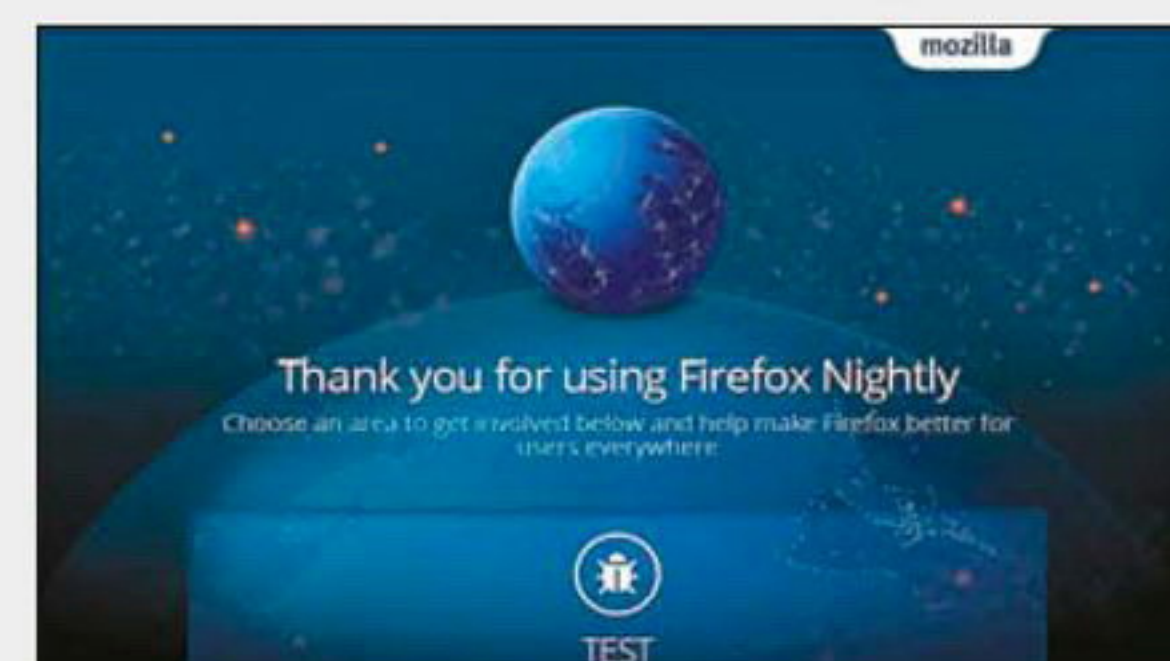 mozilla
Thank you for using Firefox Nightly
Choose an area to get involved below and help make Firefox better for
users everywhere
TEST